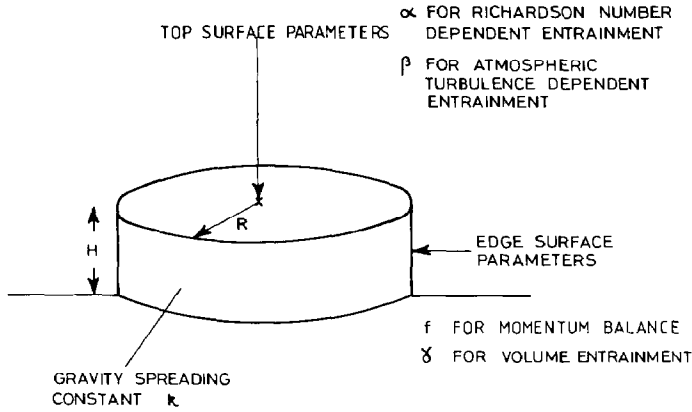 TOP SURFACE PARAMETERS
α FOR RICHARDSON NUMBER
DEPENDENT ENTRAINMENT
β FOR ATMOSPHERIC
TURBULENCE DEPENDENT
ENTRAINMENT
R
H
EDGE SURFACE
PARAMETERS
f FOR MOMENTUM BALANCE
γ FOR VOLUME ENTRAINMENT
GRAVITY SPREADING
CONSTANT k